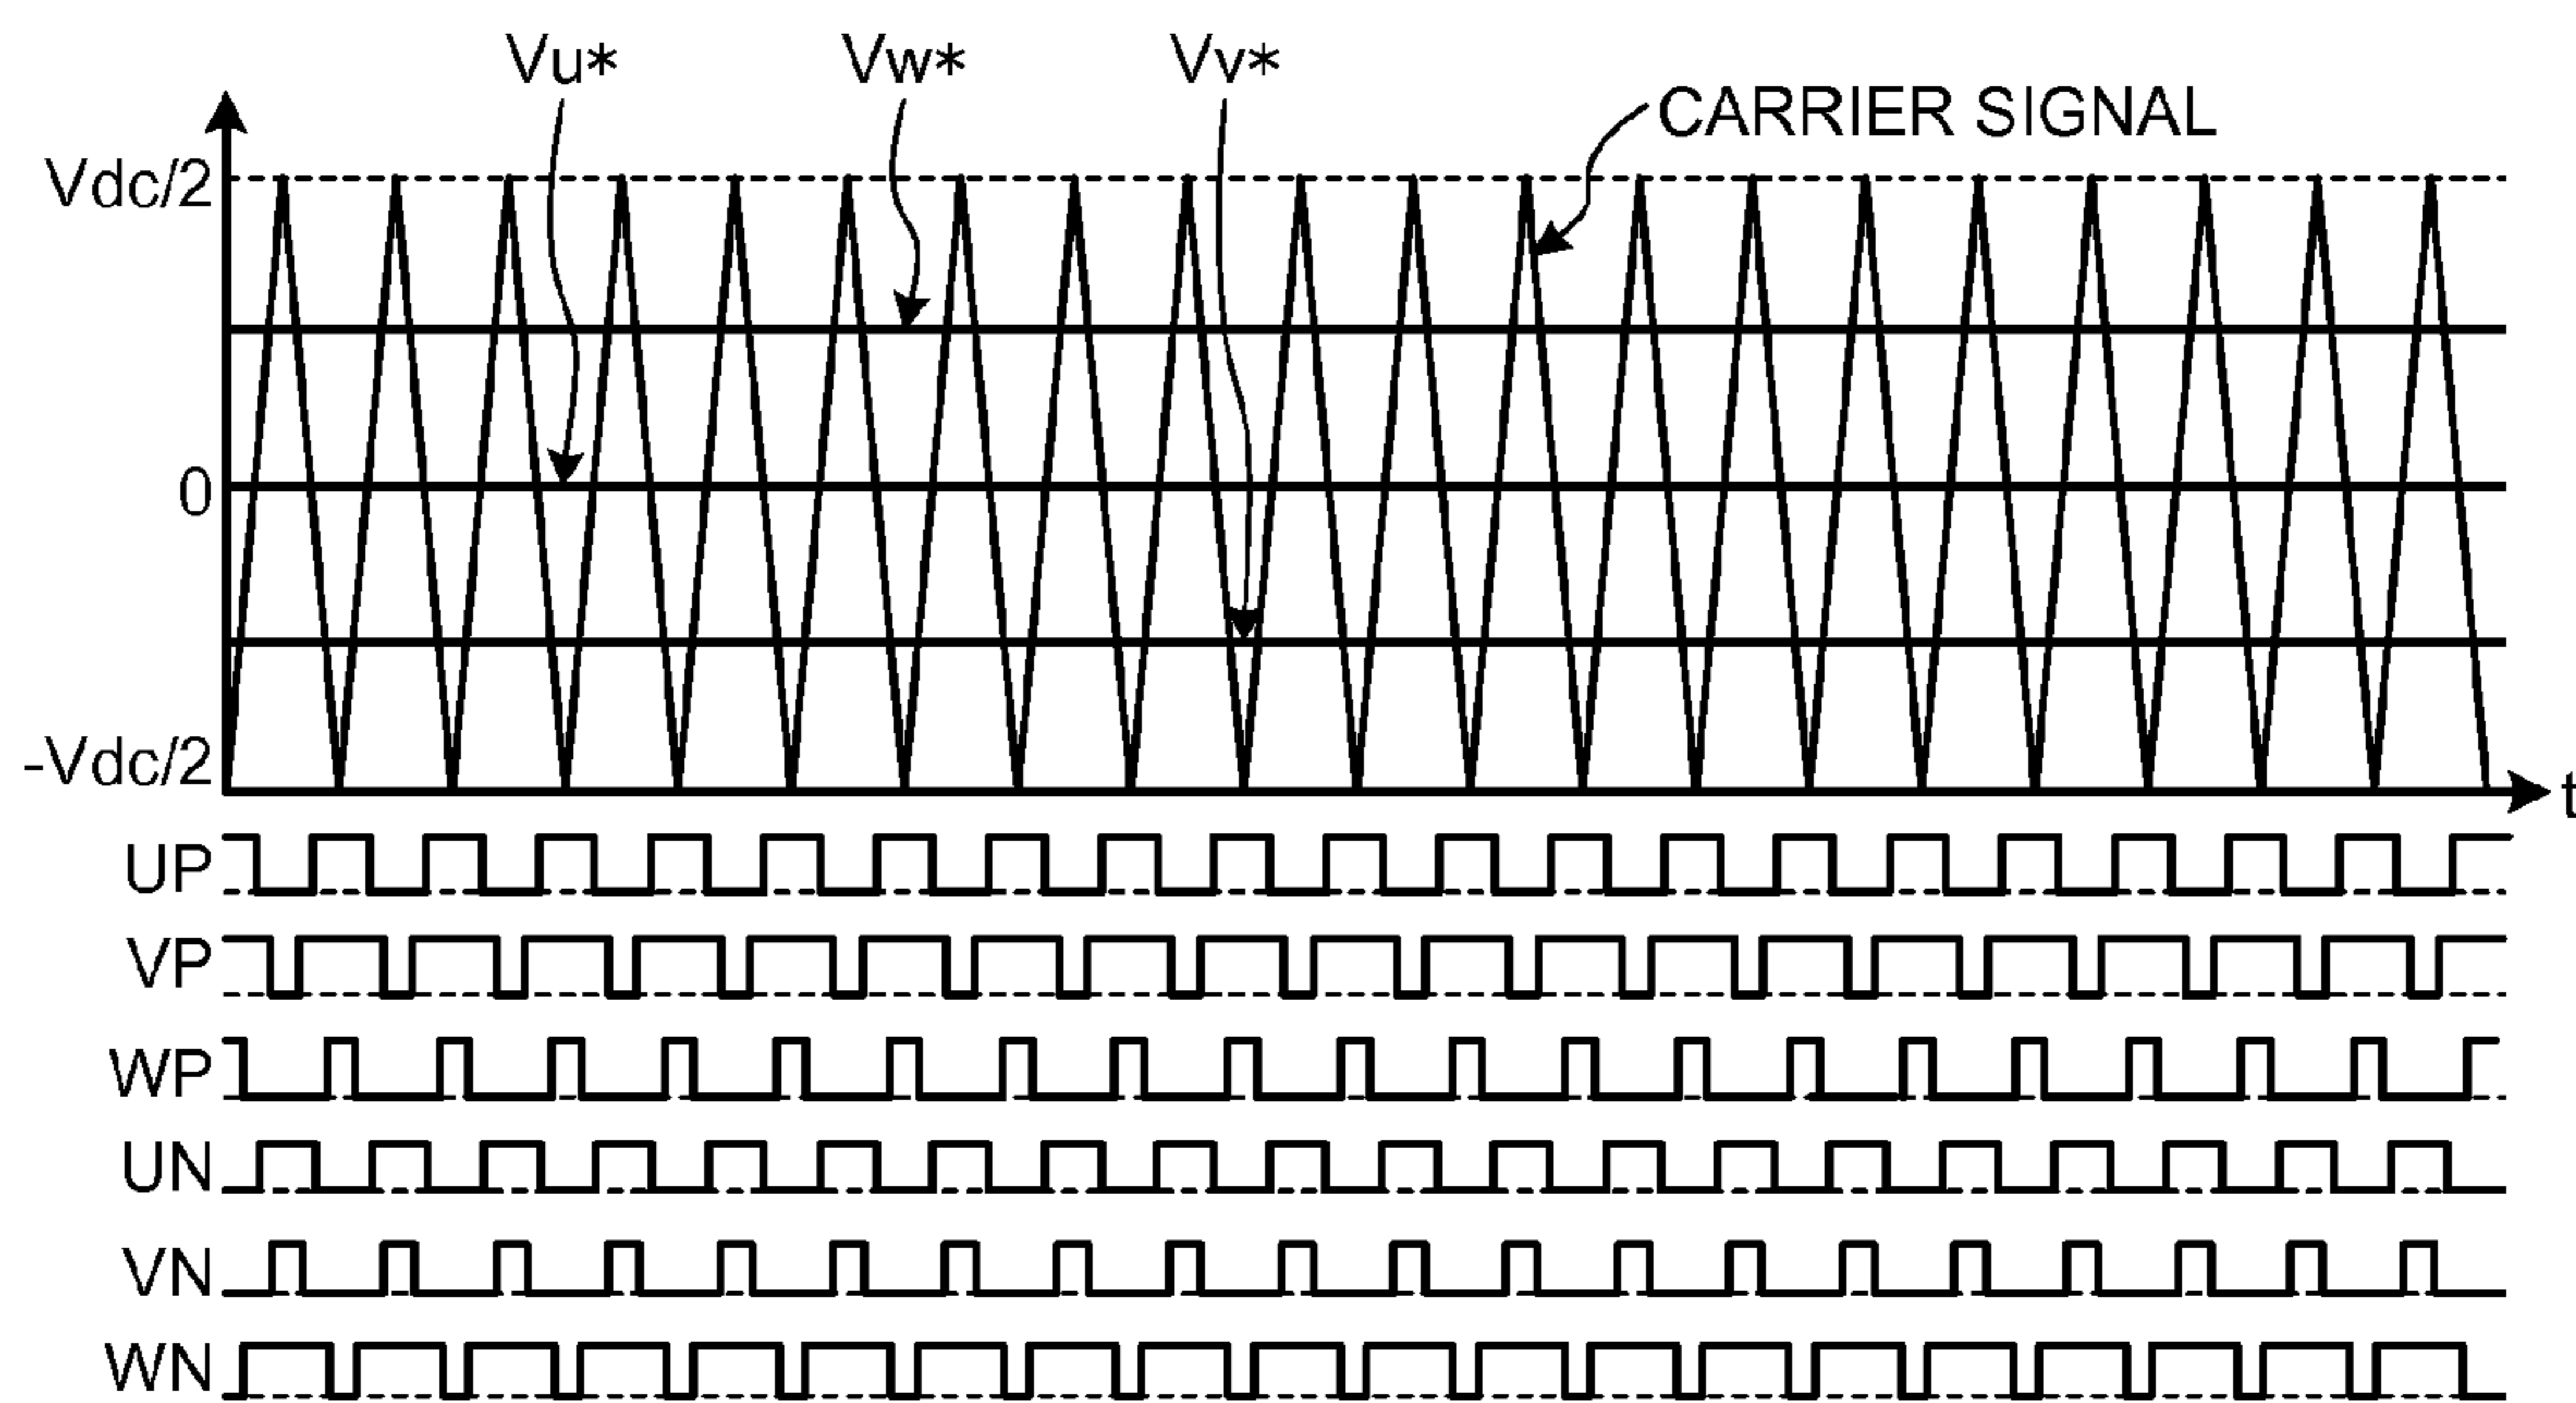 Vu* Vw* Vv*
CARRIER SIGNAL
Vdc/2
0
-Vdc/2
t
UP
VP
WP
UN
VN
WN